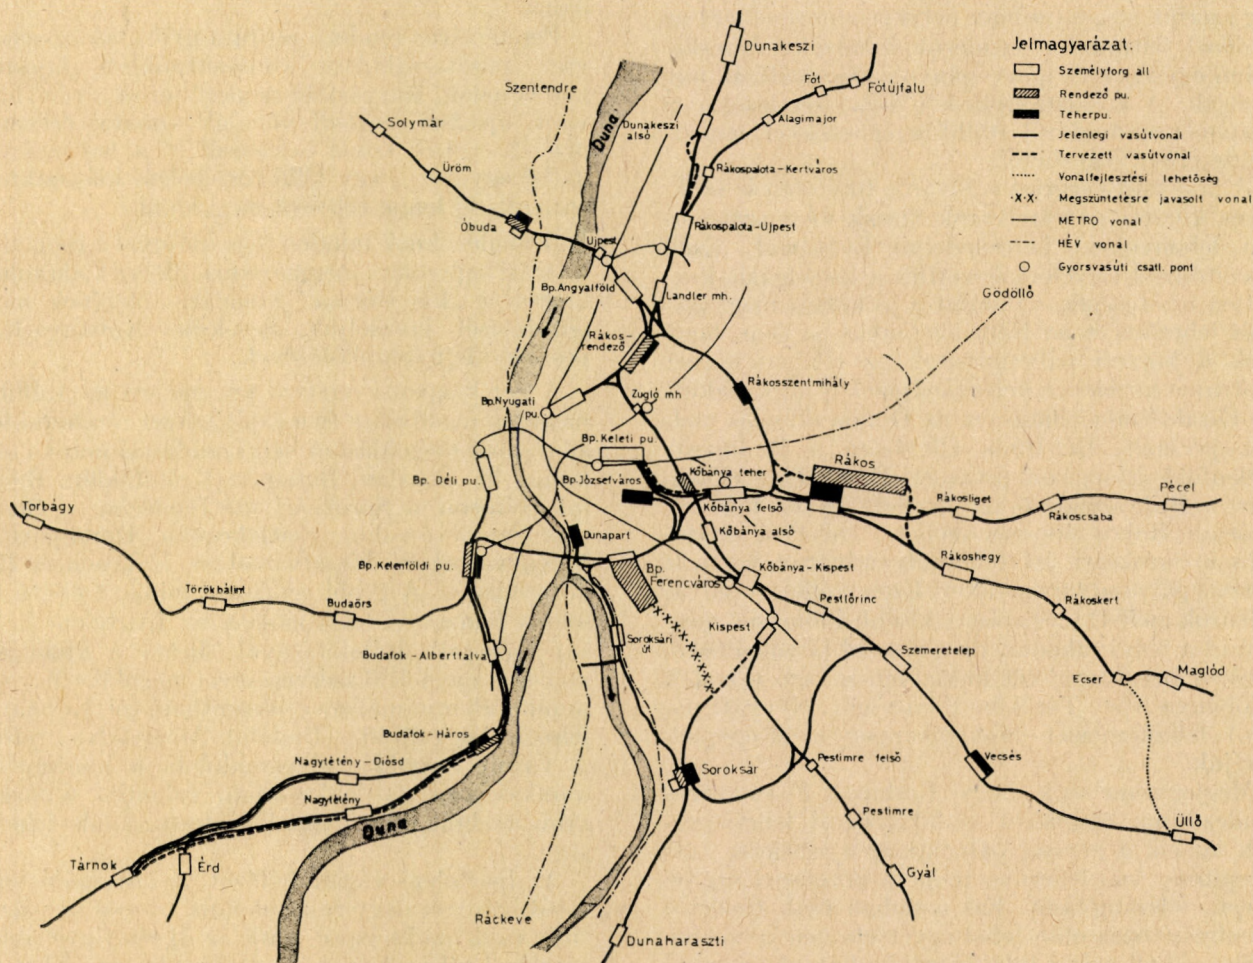 Dunakeszi
Jelmagyarázat.
Személyforg. áll
Rendező pu.
Teherpu.
Jelenlegi vasútvonal
Tervezett vasútvonal
Vonalfejlesztési lehetőség
Megszüntetésre javasolt vonal
METRO vonal
HÉV vonal
Gyorsvasúti csatl. pont
Szentendre
Fót
Fótújfalu
Solymár
Duna
Dunakeszi
alsó
Alagimajor
Üröm
Rákospalota-Kertváros
Óbuda
Ujpest
Rákospalota-Ujpest
Bp. Angyalföld
Landler mh.
Gödöllő
Rákos-
rendező
Rákosszentmihály
Bp. Nyugati
pu.
Zugló mh
Bp. Keleti pu.
Bp. Déli pu.
Bp. Józsefváros
Kőbánya teher
Rákos
Torbágy
Kőbánya felső
Rákosliget
Rákoscsaba
Pécel
Dunapart
Kőbánya alsó
Bp. Kelenföldi pu.
Bp.
Ferencváros
Kőbánya-Kispest
Rákoshegy
Törökbálint
Budaörs
Pestlőrinc
Rákoskert
Budafok-Albertfalva
Soroksári
út
Kispest
Szemeretelep
Ecser
Maglód
Budafok-Háros
Nagytétény-Diósd
Soroksár
Pestimre felső
Vecsés
Nagytétény
Duna
Pestimre
Üllő
Tárnok
Érd
Gyál
Ráckeve
Dunaharaszti